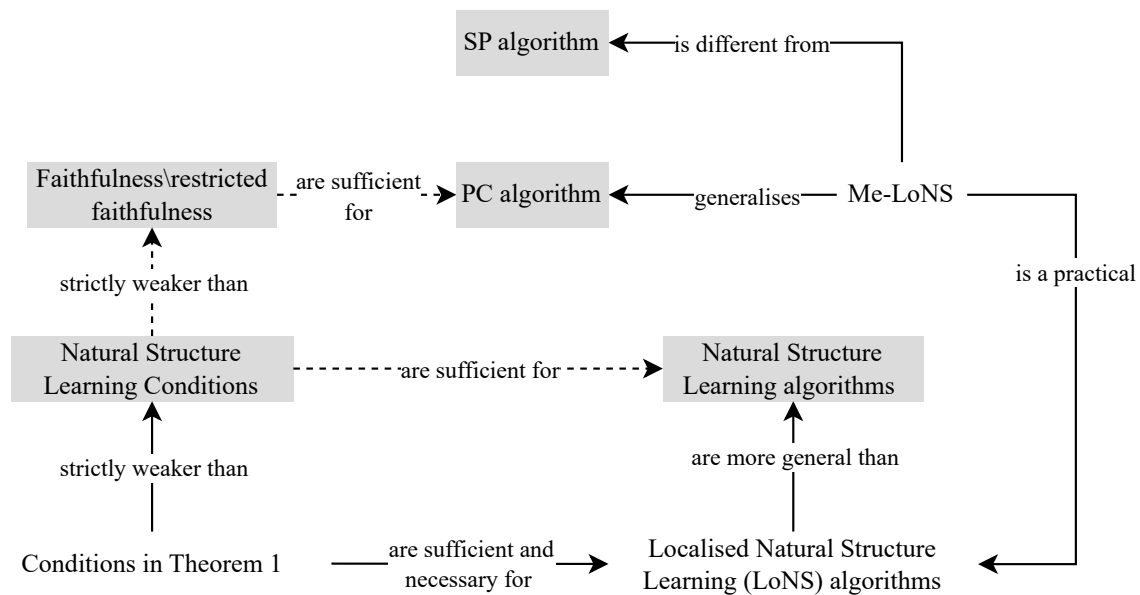 SP algorithm
is different from
Faithfulness\restricted
faithfulness
are sufficient
for
PC algorithm
generalises
Me-LoNS
strictly weaker than
is a practical
Natural Structure
Learning Conditions
are sufficient for
Natural Structure
Learning algorithms
strictly weaker than
are more general than
Conditions in Theorem 1
are sufficient and
necessary for
Localised Natural Structure
Learning (LoNS) algorithms